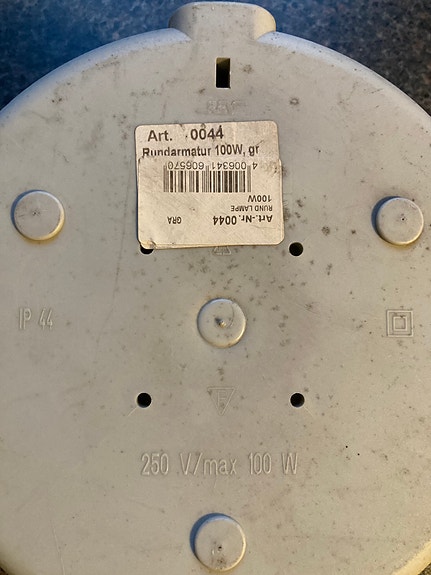 Art. 0044
Rundarmatur 100W, gr
4 006341 606570
Art.-Nr. 0044
RUND LAMPE GRA
100W
IP 44
F
250 V/max 100 W